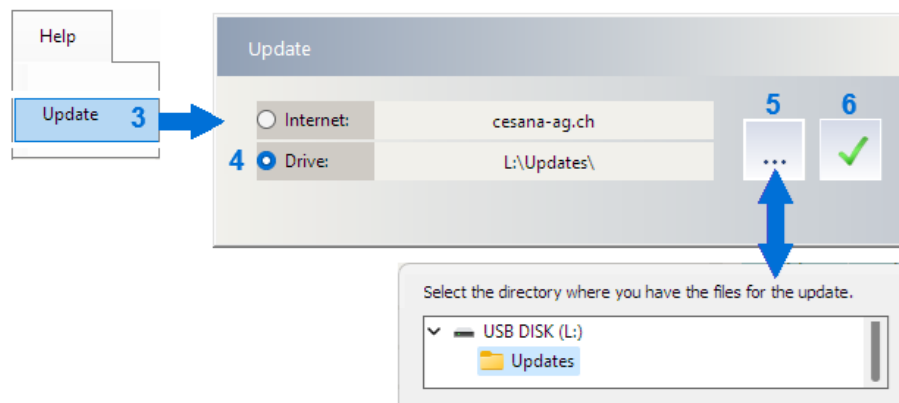 Help
Update 3
Update
5 6
Internet: cesana-ag.ch
4 Drive: L:\Updates\
...
Select the directory where you have the files for the update.
USB DISK (L:)
Updates